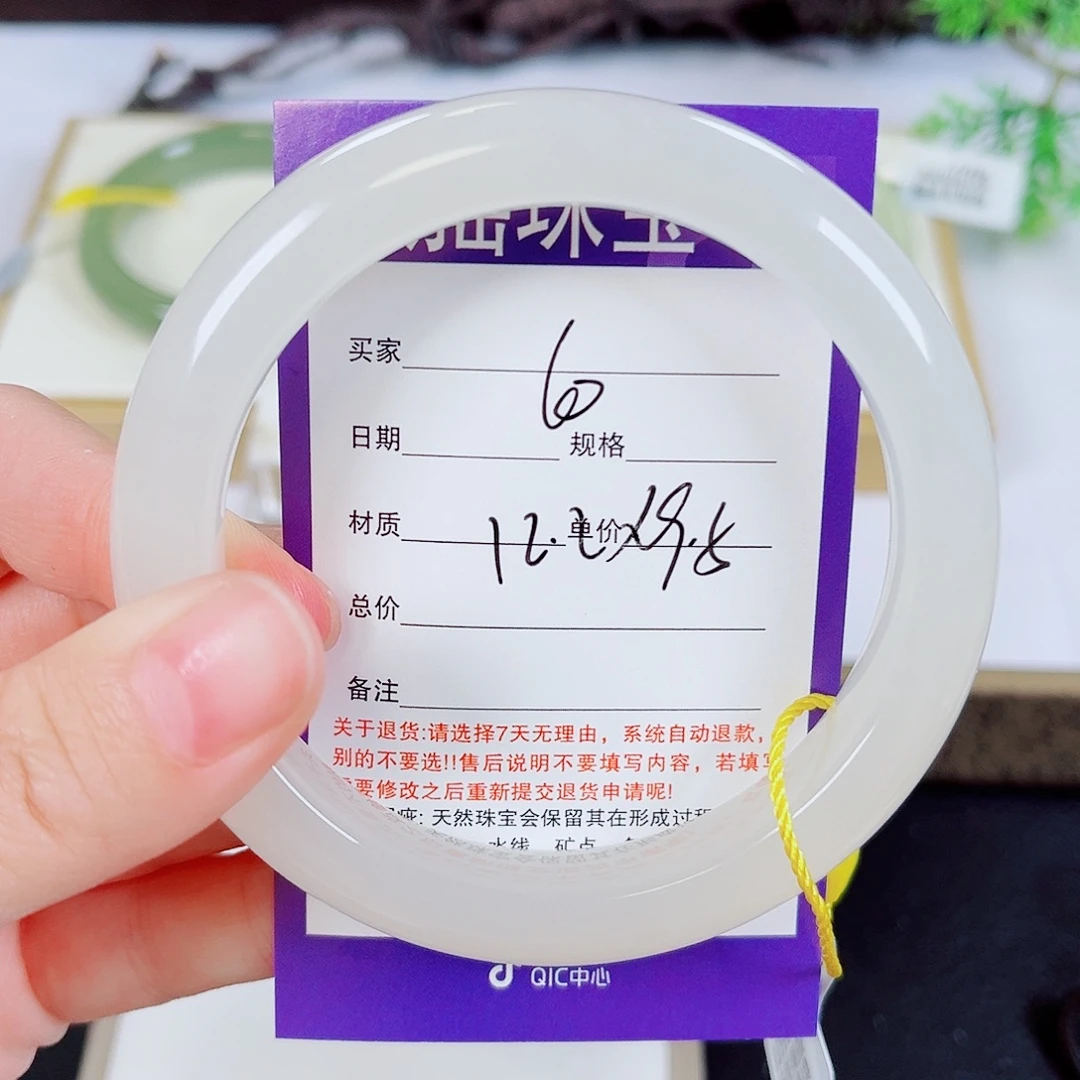 珠宝
买家
60
日期 规格
材质 单价
12.2×19.5
总价
备注
关于退货:请选择7天无理由，系统自动退款，
别的不要选!!售后说明不要填写内容，若填写
需要修改之后重新提交退货申请呢!
疵: 天然珠宝会保留其在形成过程
水线、矿点、
QIC中心